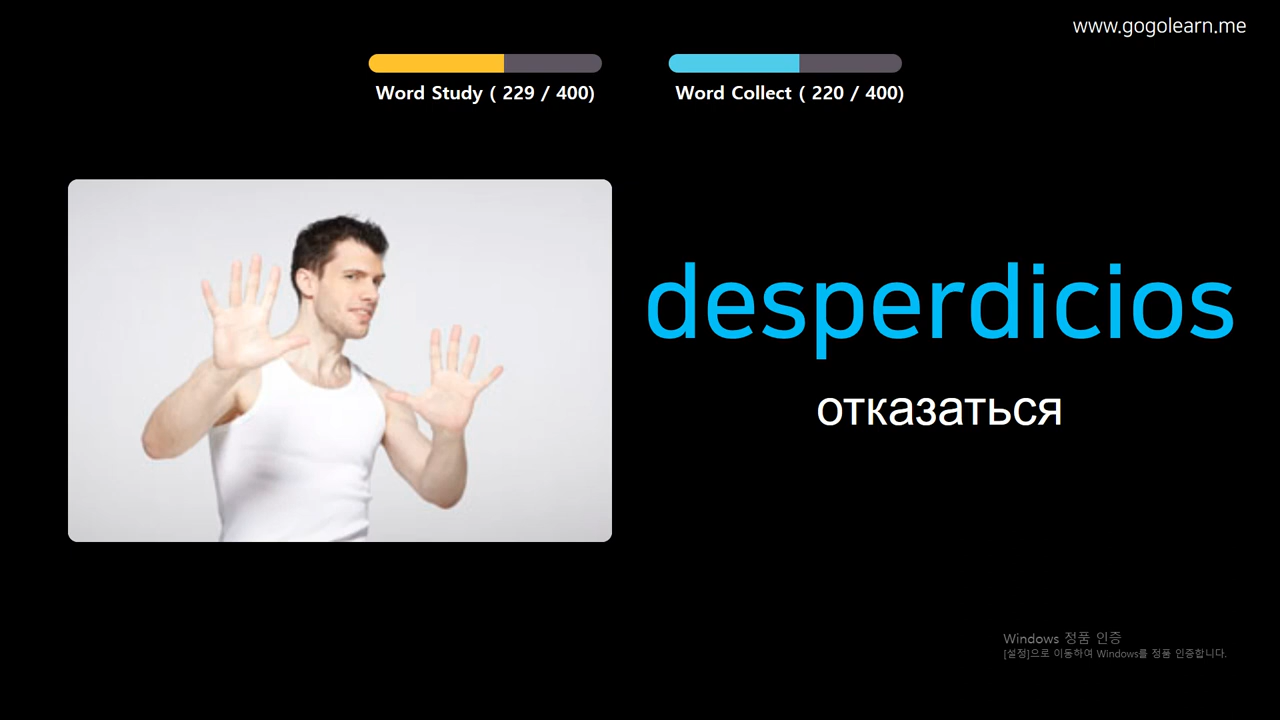 www.gogolearn.me
Word Study ( 229 / 400)
Word Collect ( 220 / 400)
desperdicios
отказаться
Windows 정품 인증
[설정]으로 이동하여 Windows를 정품 인증합니다.